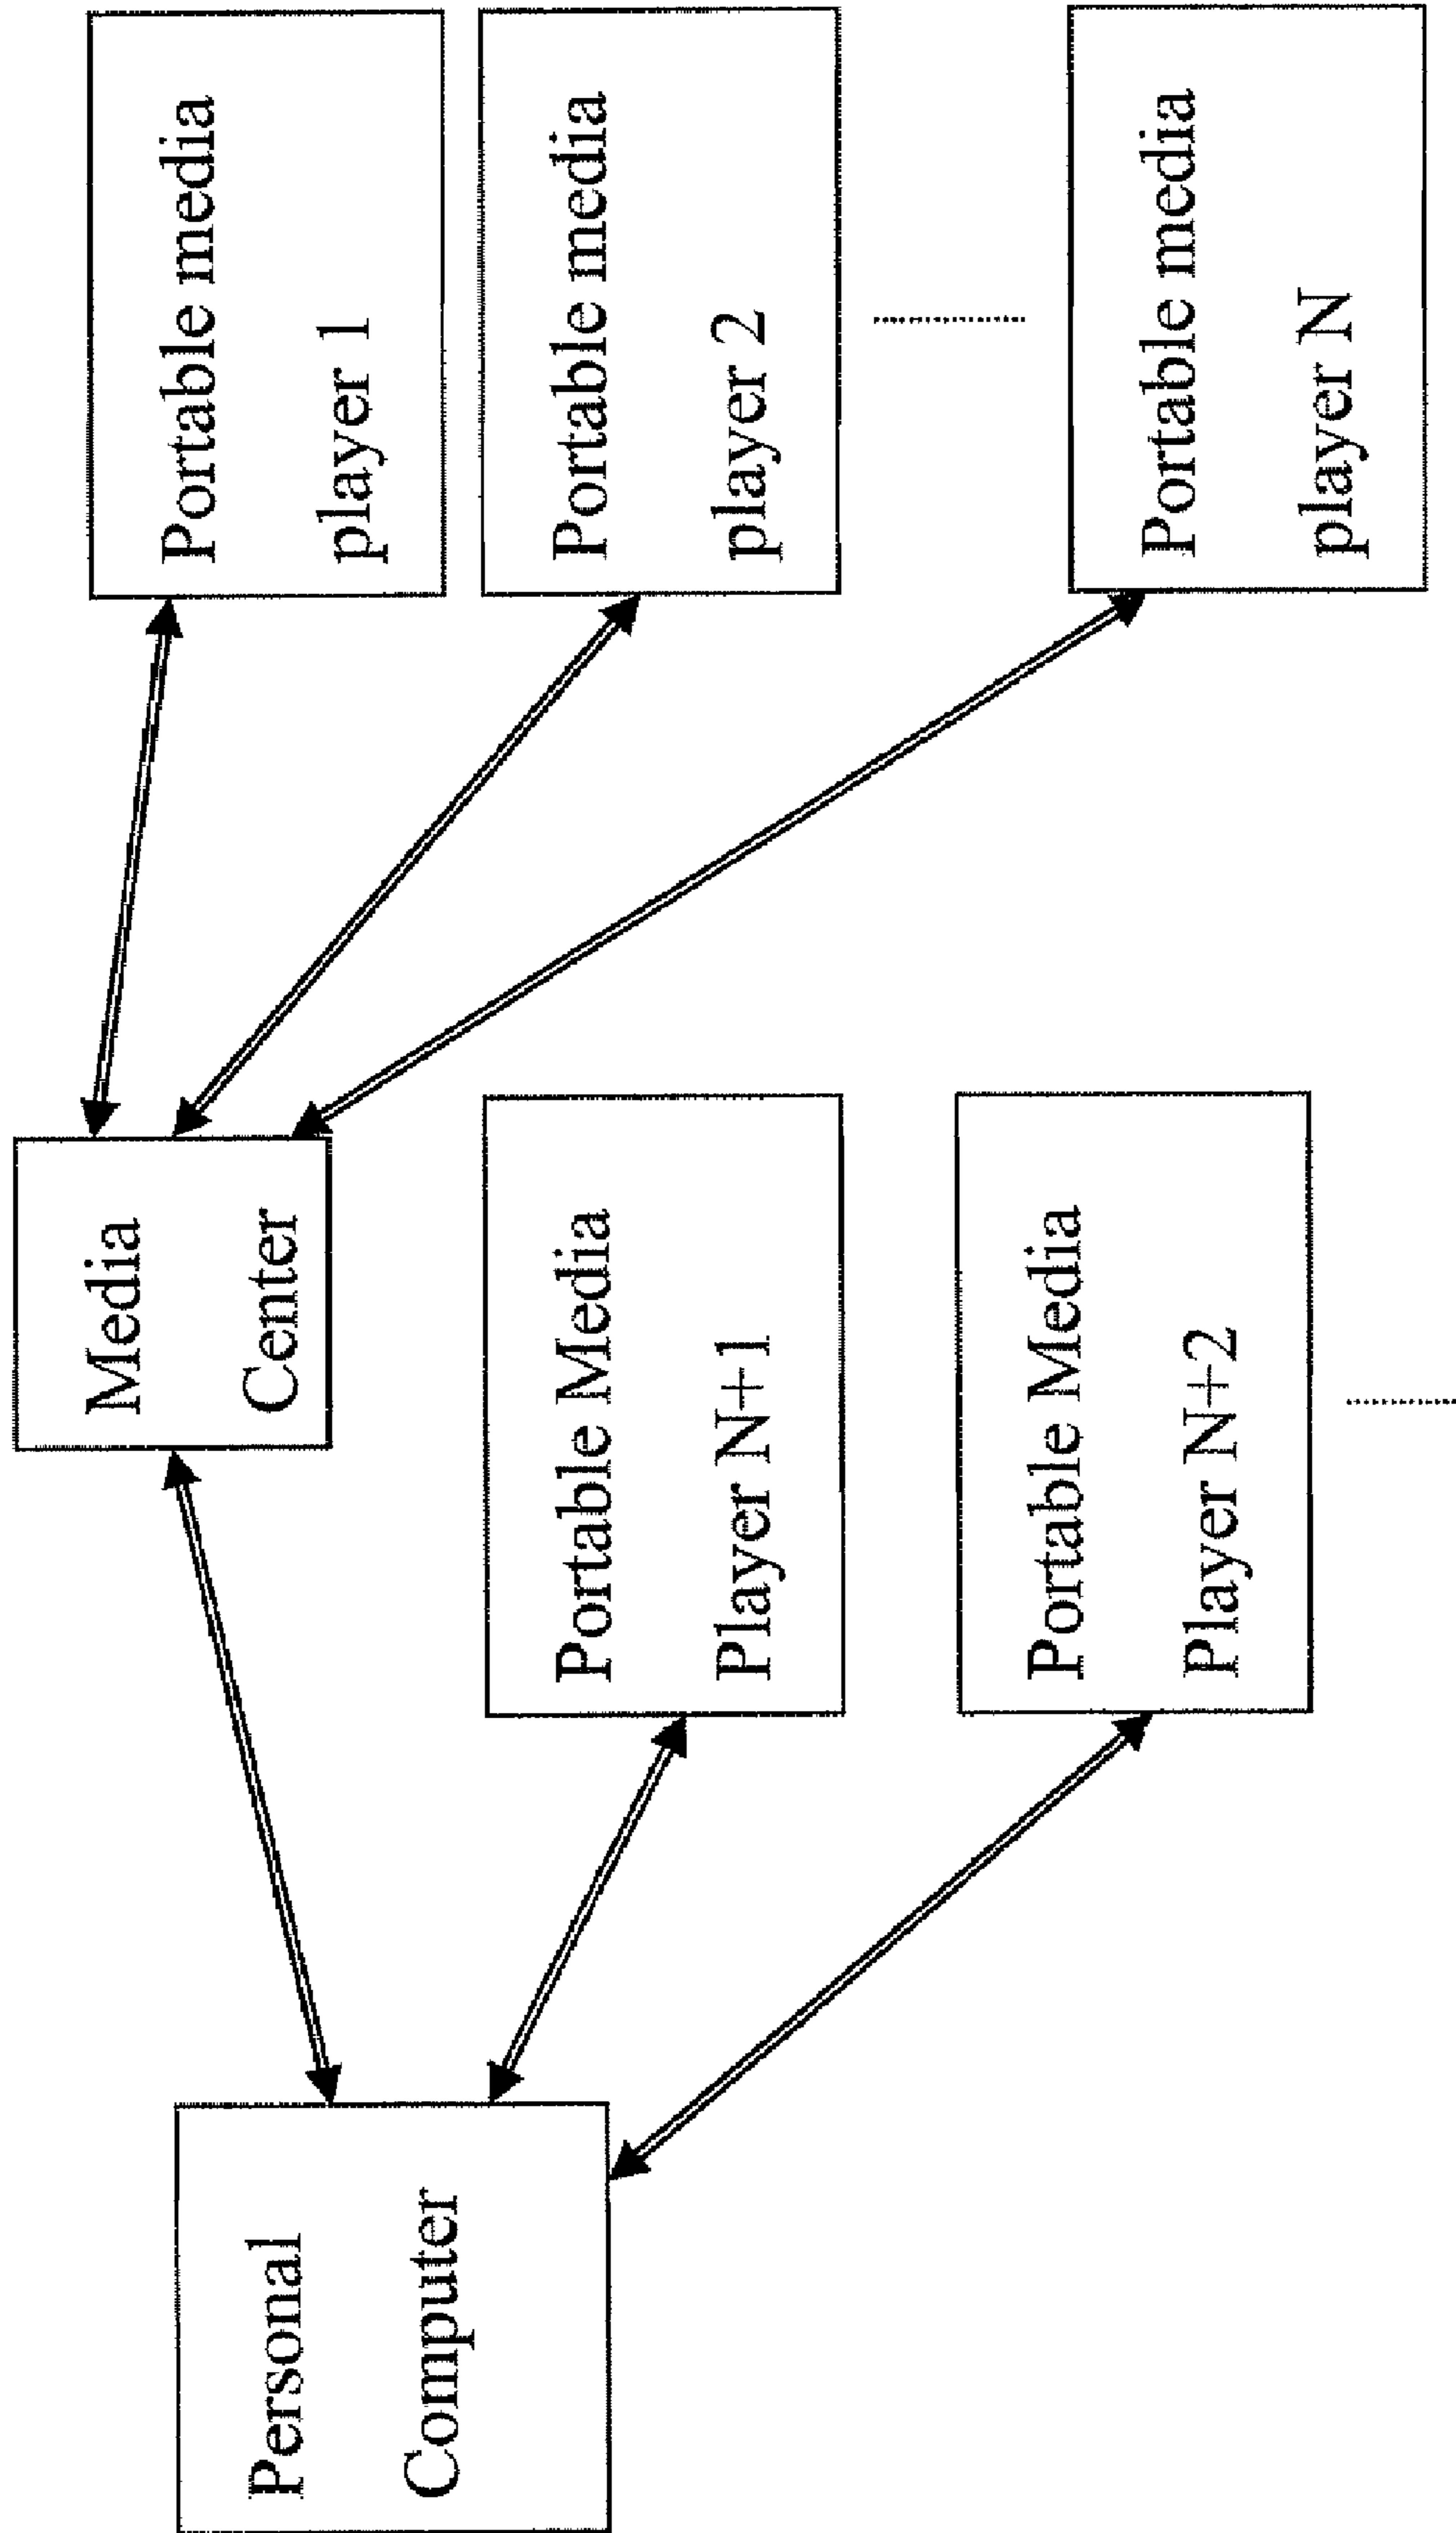 Personal
Computer
Media
Center
Portable Media
Player N+1
Portable Media
Player N+2
Portable media
player 1
Portable media
player 2
Portable media
player N